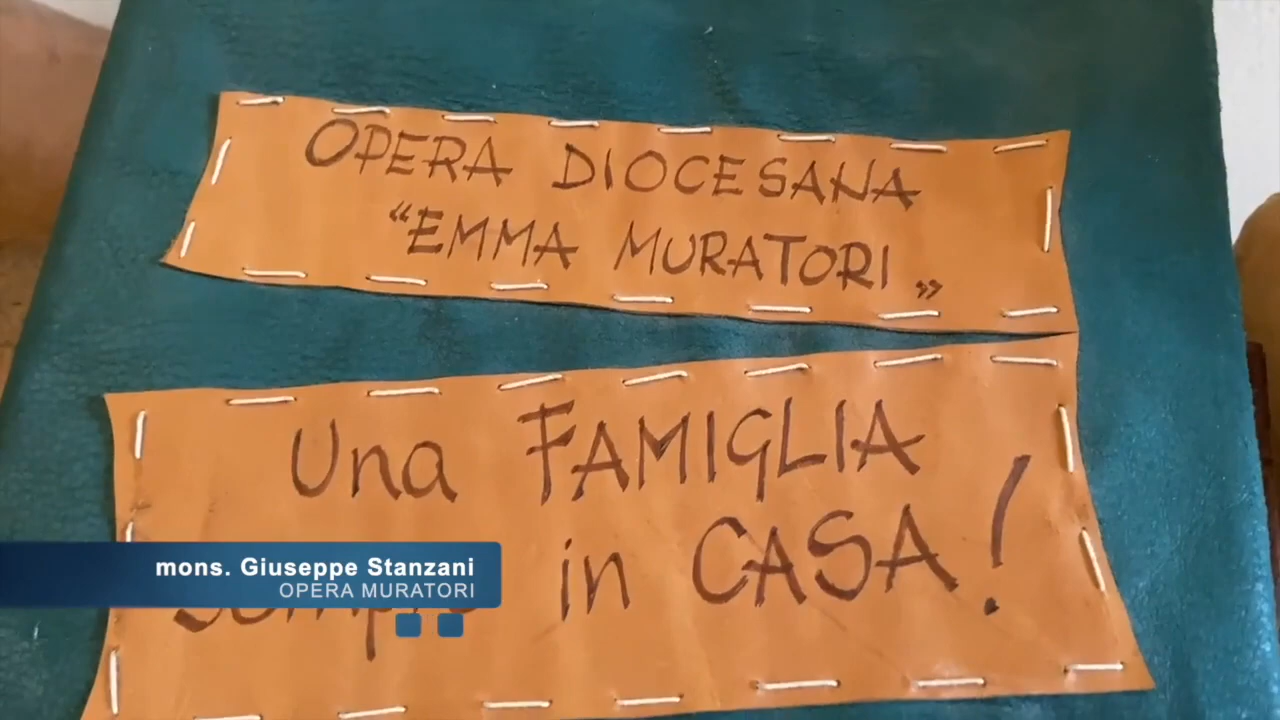 OPERA DIOCESANA
“EMMA MURATORI „
Una FAMIGLIA
in CASA!
mons. Giuseppe Stanzani
OPERA MURATORI